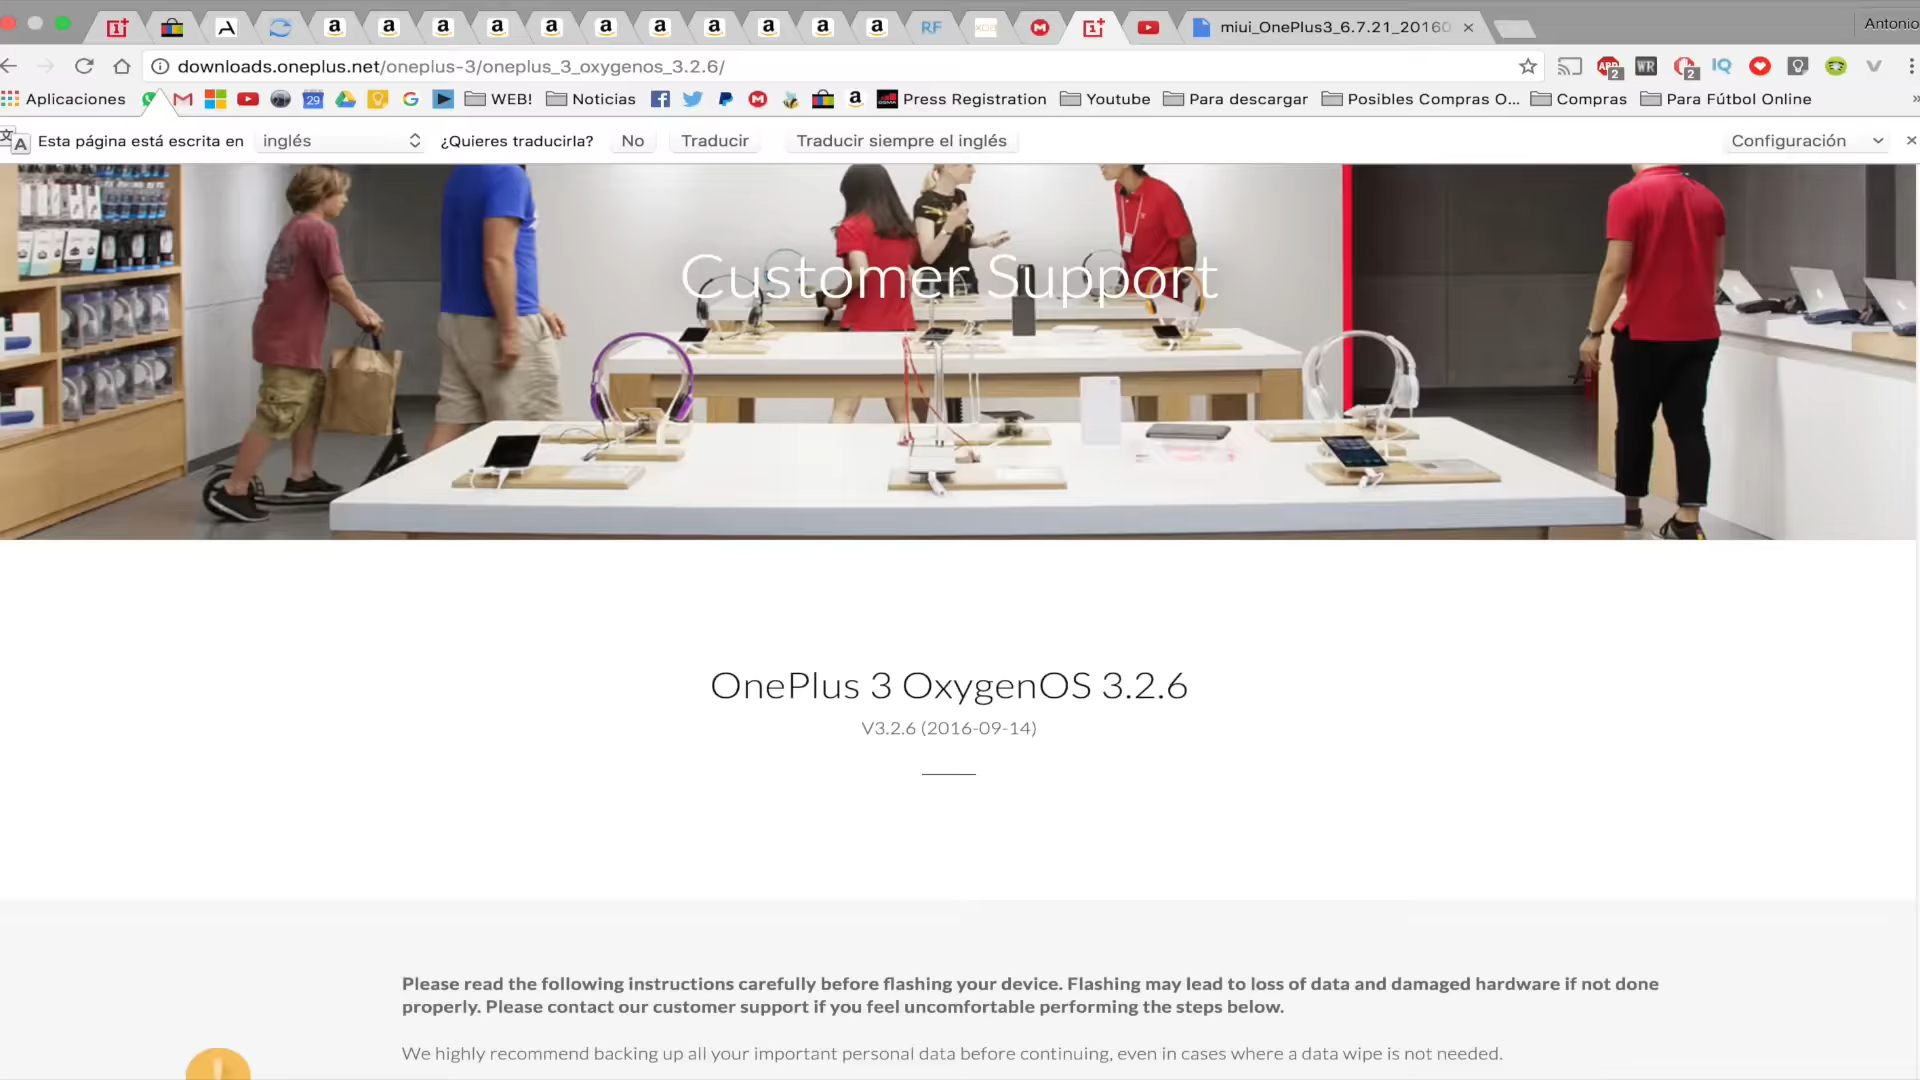 miui_OnePlus3_6.7.21_20160
Antonio
downloads.oneplus.net/oneplus-3/oneplus_3_oxygenos_3.2.6/
Aplicaciones
WEB!
Noticias
Press Registration
Youtube
Para descargar
Posibles Compras O...
Compras
Para Fútbol Online
Esta página está escrita en
inglés
¿Quieres traducirla?
No
Traducir
Traducir siempre el inglés
Configuración
Customer Support
OnePlus 3 OxygenOS 3.2.6
V3.2.6 (2016-09-14)
Please read the following instructions carefully before flashing your device. Flashing may lead to loss of data and damaged hardware if not done
properly. Please contact our customer support if you feel uncomfortable performing the steps below.
We highly recommend backing up all your important personal data before continuing, even in cases where a data wipe is not needed.